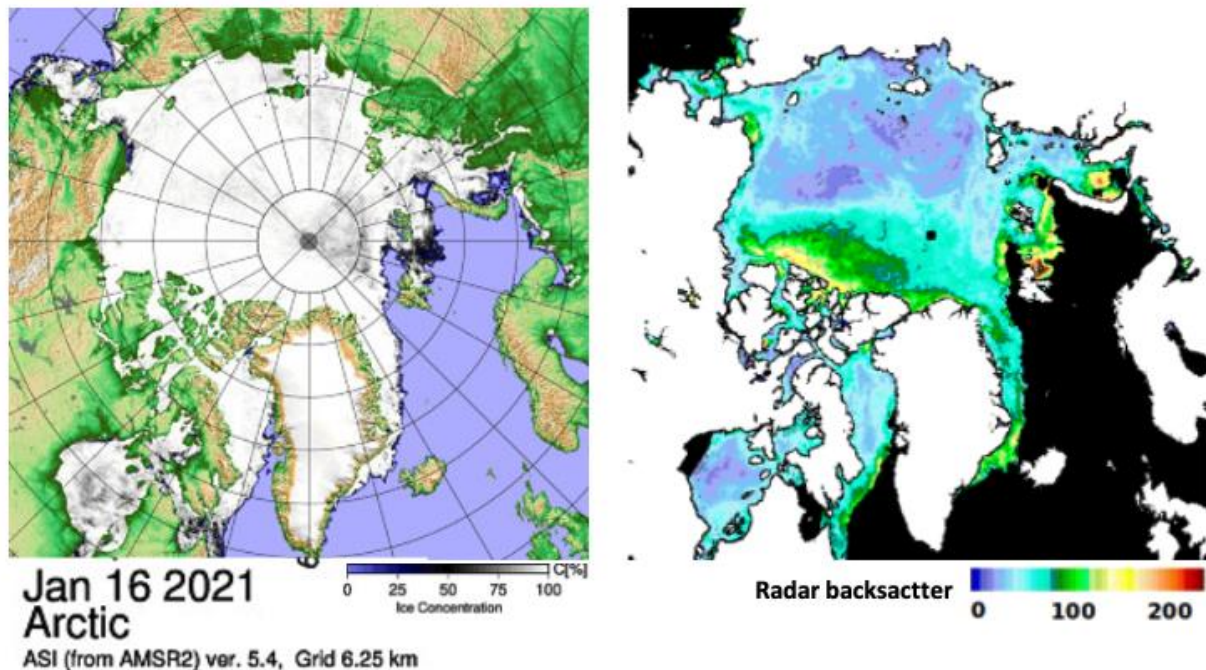 Jan 16 2021
Arctic
ASI (from AMSR2) ver. 5.4, Grid 6.25 km
C[%]
0 25 50 75 100
Ice Concentration
Radar backsactter
0 100 200